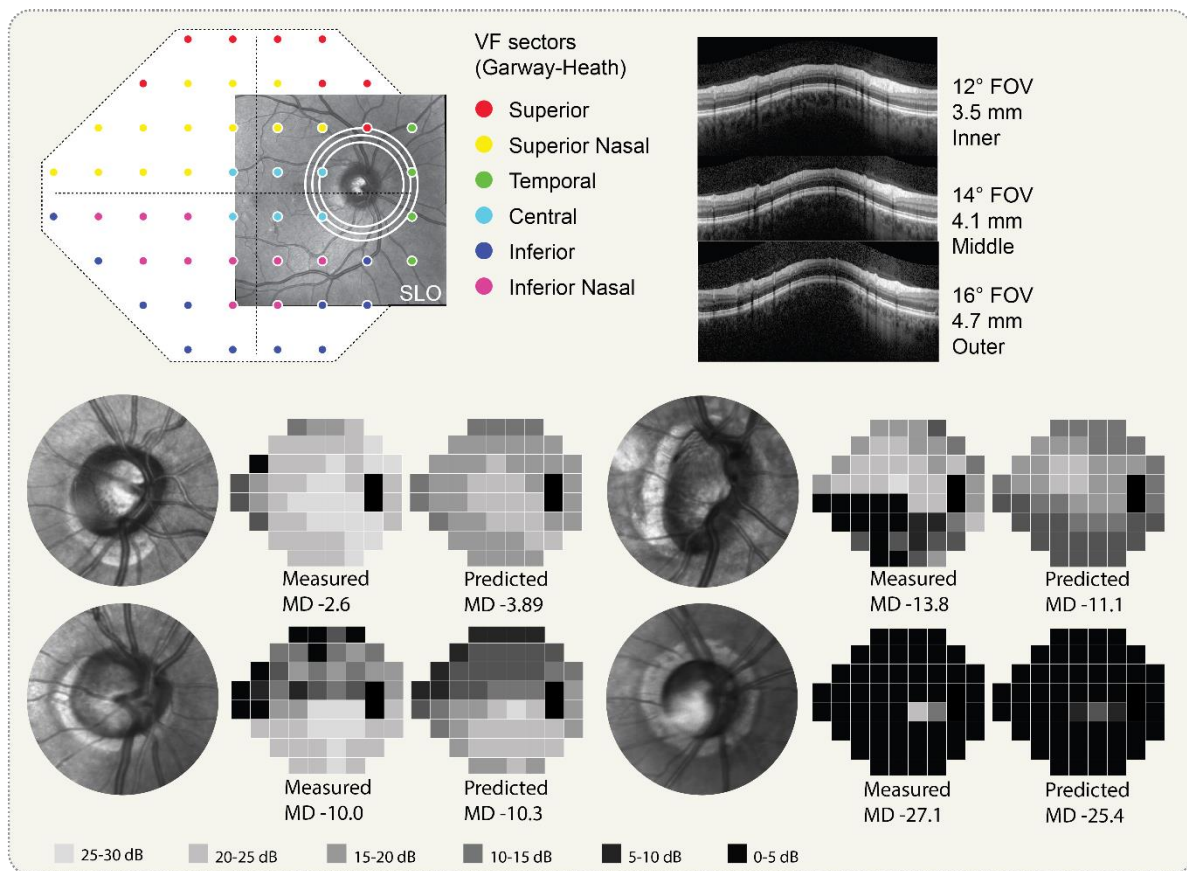 VF sectors
(Garway-Heath)
Superior
Superior Nasal
Temporal
Central
Inferior
Inferior Nasal
SLO
12° FOV
3.5 mm
Inner
14° FOV
4.1 mm
Middle
16° FOV
4.7 mm
Outer
Measured
MD -2.6
Predicted
MD -3.89
Measured
MD -13.8
Predicted
MD -11.1
Measured
MD -10.0
Predicted
MD -10.3
Measured
MD -27.1
Predicted
MD -25.4
25-30 dB
20-25 dB
15-20 dB
10-15 dB
5-10 dB
0-5 dB